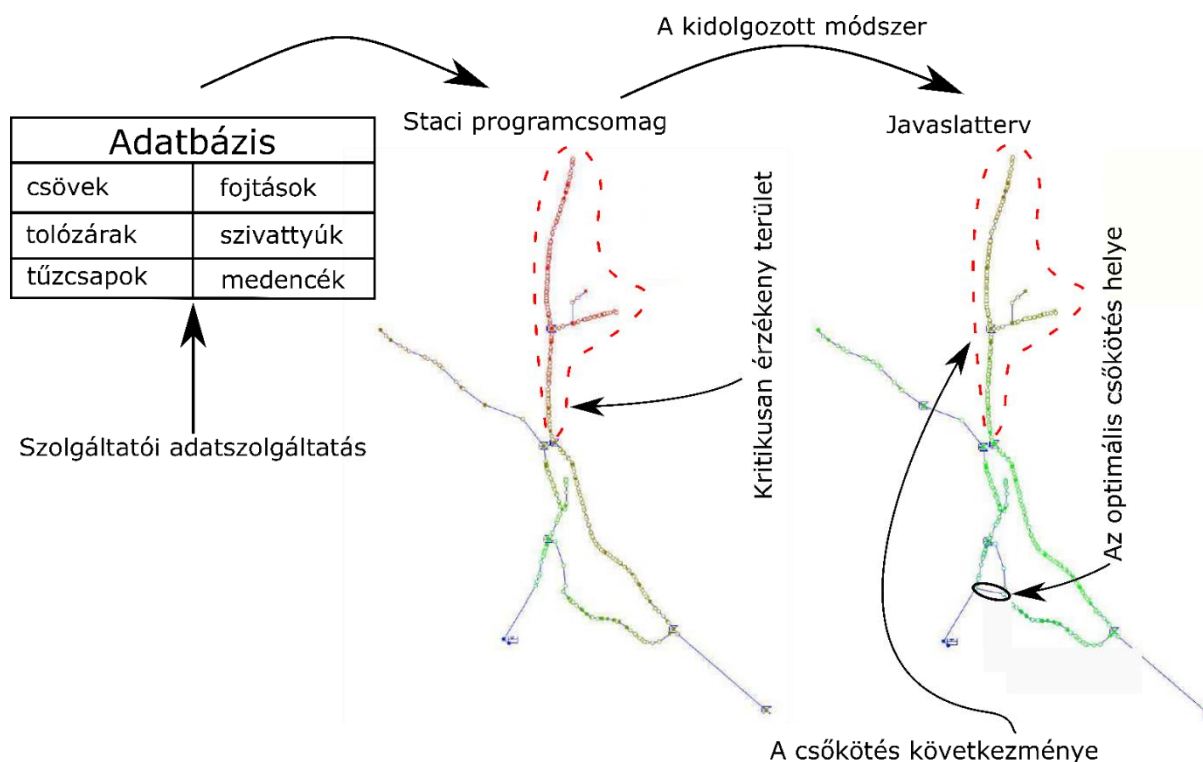 A kidolgozott módszer
Staci programcsomag
Javaslatterv
Adatbázis
csövek
fojtások
tolózárak
szivattyúk
tűzcsapok
medencék
Szolgáltatói adatszolgáltatás
Kritikusan érzékeny terület
Az optimális csőkötés helye
A csőkötés következménye